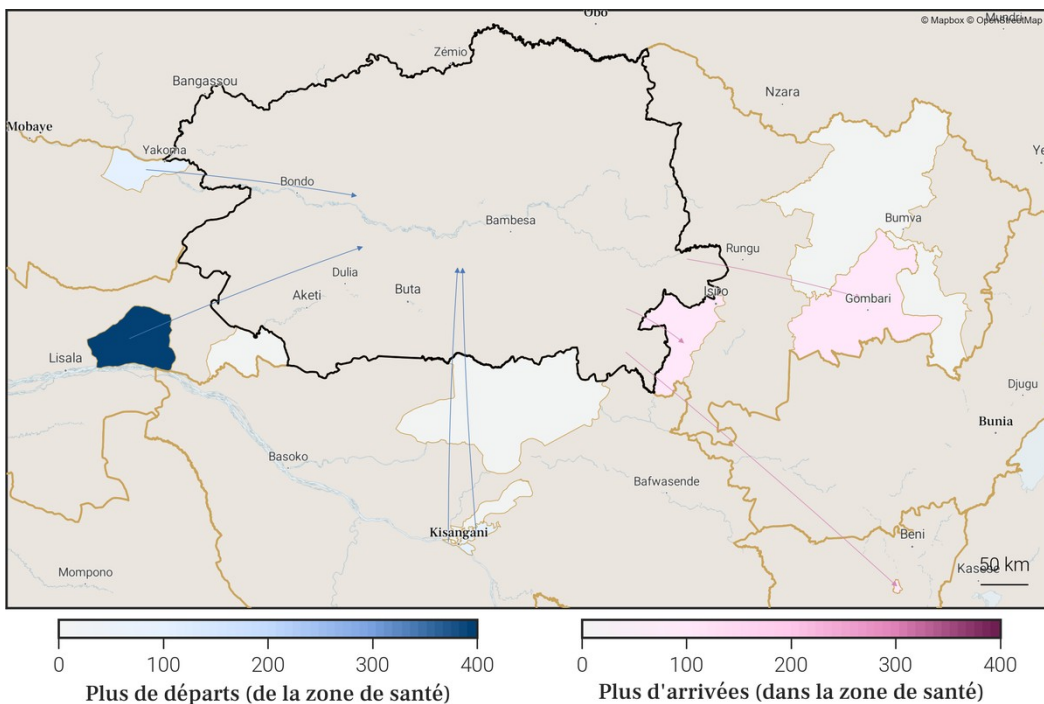 Obo
© Mapbox © OpenStreetMap
Mundri
Zémio
Bangassou
Nzara
Mobaye
Yakoma
Ye
Bondo
Bambesa
Bumva
Rungu
Dulia
Aketi
Buta
Isiro
Gombari
Lisala
Djugu
Bunia
Basoko
Bafwasende
Kisangani
Beni
Mompono
50 km
0 100 200 300 400
Plus de départs (de la zone de santé)
0 100 200 300 400
Plus d'arrivées (dans la zone de santé)